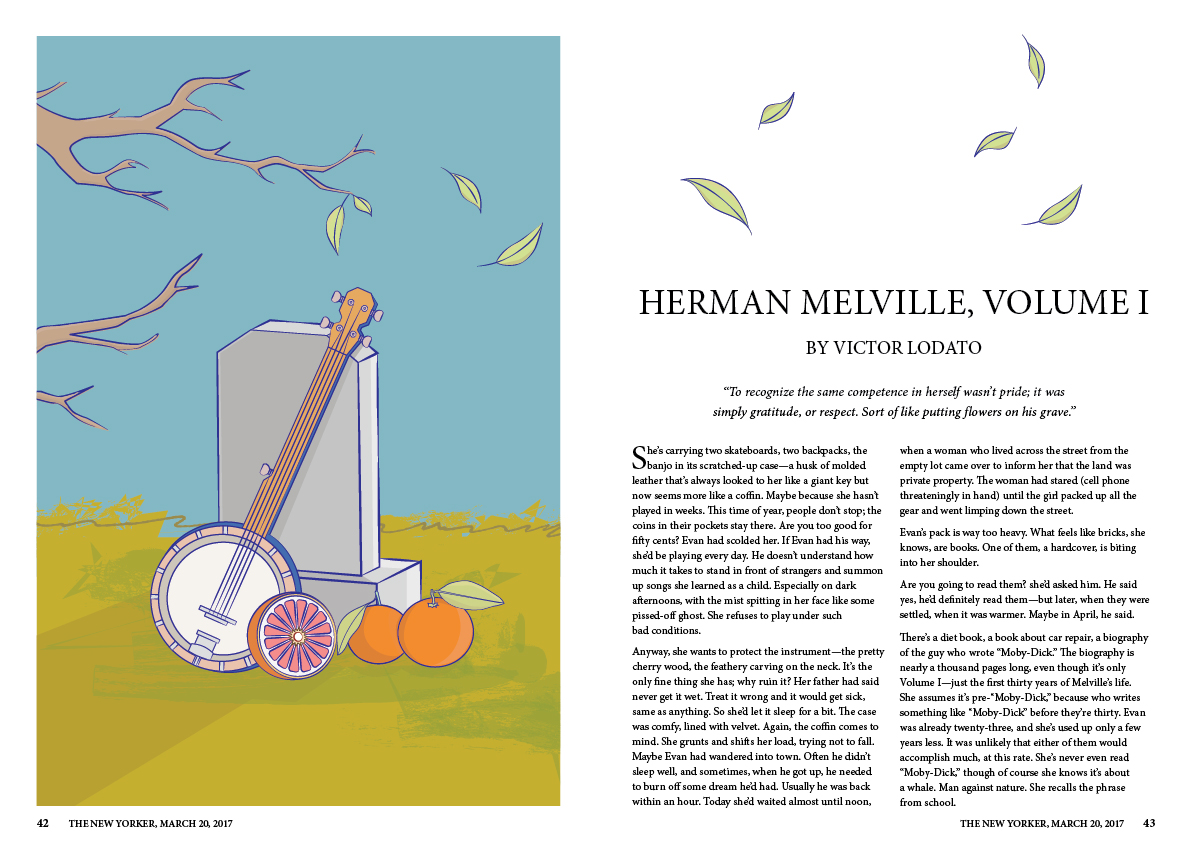 HERMAN MELVILLE, VOLUME I
BY VICTOR LODATO
“To recognize the same competence in herself wasn’t pride; it was
simply gratitude, or respect. Sort of like putting flowers on his grave.”
She’s carrying two skateboards, two backpacks, the
banjo in its scratched-up case—a husk of molded
leather that’s always looked to her like a giant key but
now seems more like a coffin. Maybe because she hasn’t
played in weeks. This time of year, people don’t stop; the
coins in their pockets stay there. Are you too good for
fifty cents? Evan had scolded her. If Evan had his way,
she’d be playing every day. He doesn’t understand how
much it takes to stand in front of strangers and summon
up songs she learned as a child. Especially on dark
afternoons, with the mist spitting in her face like some
pissed-off ghost. She refuses to play under such
bad conditions.
Anyway, she wants to protect the instrument—the pretty
cherry wood, the feathery carving on the neck. It’s the
only fine thing she has; why ruin it? Her father had said
never get it wet. Treat it wrong and it would get sick,
same as anything. So she’d let it sleep for a bit. The case
was comfy, lined with velvet. Again, the coffin comes to
mind. She grunts and shifts her load, trying not to fall.
Maybe Evan had wandered into town. Often he didn’t
sleep well, and sometimes, when he got up, he needed
to burn off some dream he’d had. Usually he was back
within an hour. Today she’d waited almost until noon,
when a woman who lived across the street from the
empty lot came over to inform her that the land was
private property. The woman had stared (cell phone
threateningly in hand) until the girl packed up all the
gear and went limping down the street.
Evan’s pack is way too heavy. What feels like bricks, she
knows, are books. One of them, a hardcover, is biting
into her shoulder.
Are you going to read them? she’d asked him. He said
yes, he’d definitely read them—but later, when they were
settled, when it was warmer. Maybe in April, he said.
There’s a diet book, a book about car repair, a biography
of the guy who wrote “Moby-Dick.” The biography is
nearly a thousand pages long, even though it’s only
Volume I—just the first thirty years of Melville’s life.
She assumes it’s pre-“Moby-Dick,” because who writes
something like “Moby-Dick” before they’re thirty. Evan
was already twenty-three, and she’s used up only a few
years less. It was unlikely that either of them would
accomplish much, at this rate. She’s never even read
“Moby-Dick,” though of course she knows it’s about
a whale. Man against nature. She recalls the phrase
from school.
42 THE NEW YORKER, MARCH 20, 2017
THE NEW YORKER, MARCH 20, 2017 43